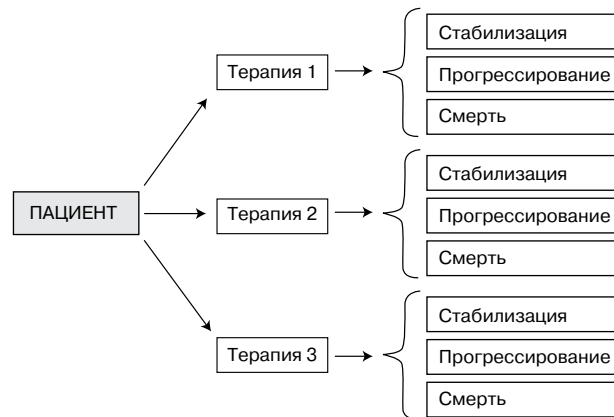 Стабилизация
Терапия 1
Прогрессирование
Смерть
Стабилизация
ПАЦИЕНТ
Терапия 2
Прогрессирование
Смерть
Стабилизация
Терапия 3
Прогрессирование
Смерть